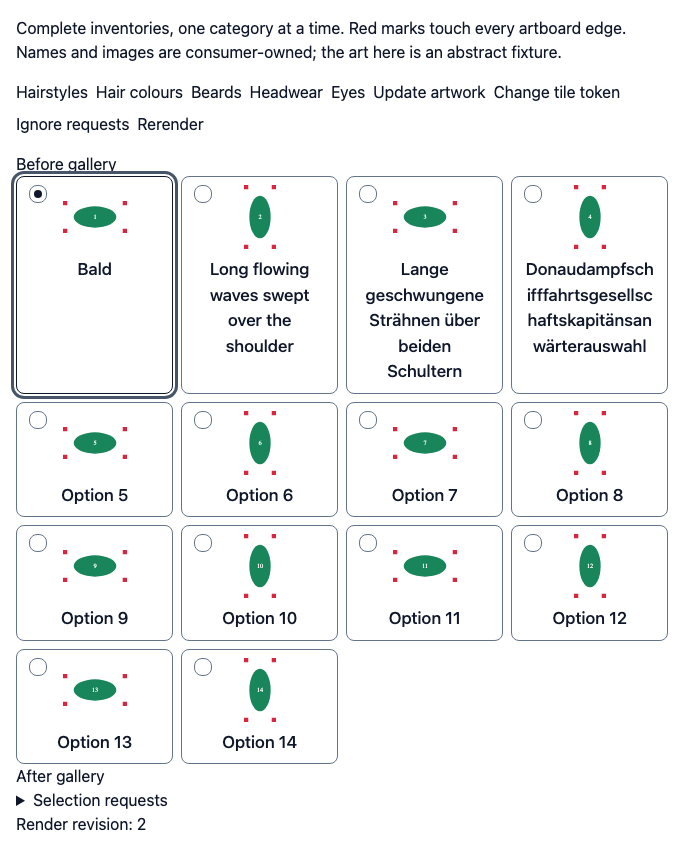 Complete inventories, one category at a time. Red marks touch every artboard edge.
Names and images are consumer-owned; the art here is an abstract fixture.
Hairstyles Hair colours Beards Headwear Eyes Update artwork Change tile token
Ignore requests Rerender
Before gallery
1
Bald
2
Long flowing
waves swept
over the
shoulder
3
Lange
geschwungene
Strähnen über
beiden
Schultern
4
Donaudampfsch
ifffahrtsgesellsc
haftskapitänsan
wärterauswahl
5
Option 5
6
Option 6
7
Option 7
8
Option 8
9
Option 9
10
Option 10
11
Option 11
12
Option 12
13
Option 13
14
Option 14
After gallery
Selection requests
Render revision: 2